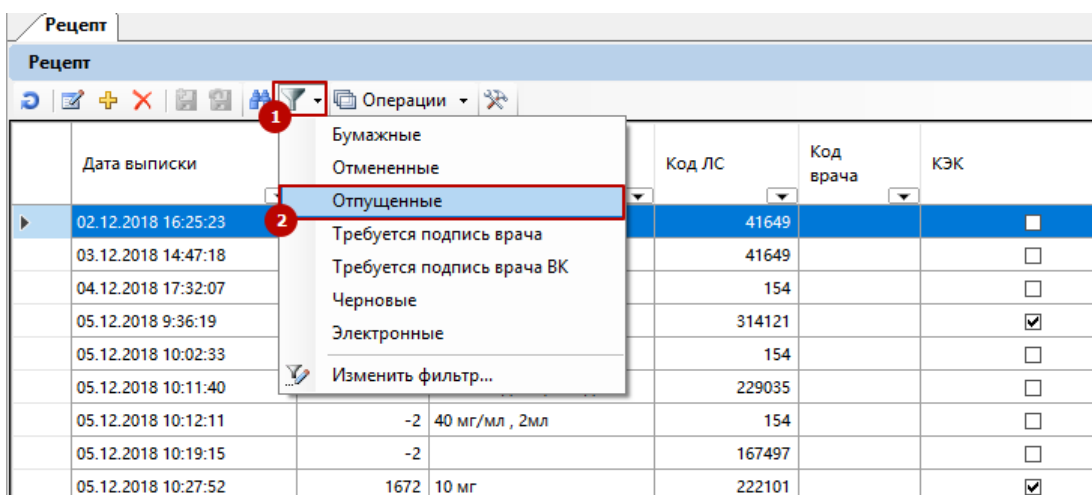 Рецепт
Рецепт
Операции
1
Бумажные
Отмененные
Отпущенные
2
Требуется подпись врача
Требуется подпись врача ВК
Черновые
Электронные
Изменить фильтр...
Дата выписки Код ЛС Код врача КЭК
02.12.2018 16:25:23 41649
03.12.2018 14:47:18 41649
04.12.2018 17:32:07 154
05.12.2018 9:36:19 314121
05.12.2018 10:02:33 154
05.12.2018 10:11:40 229035
05.12.2018 10:12:11 -2 40 мг/мл , 2мл 154
05.12.2018 10:19:15 -2 167497
05.12.2018 10:27:52 1672 10 мг 222101